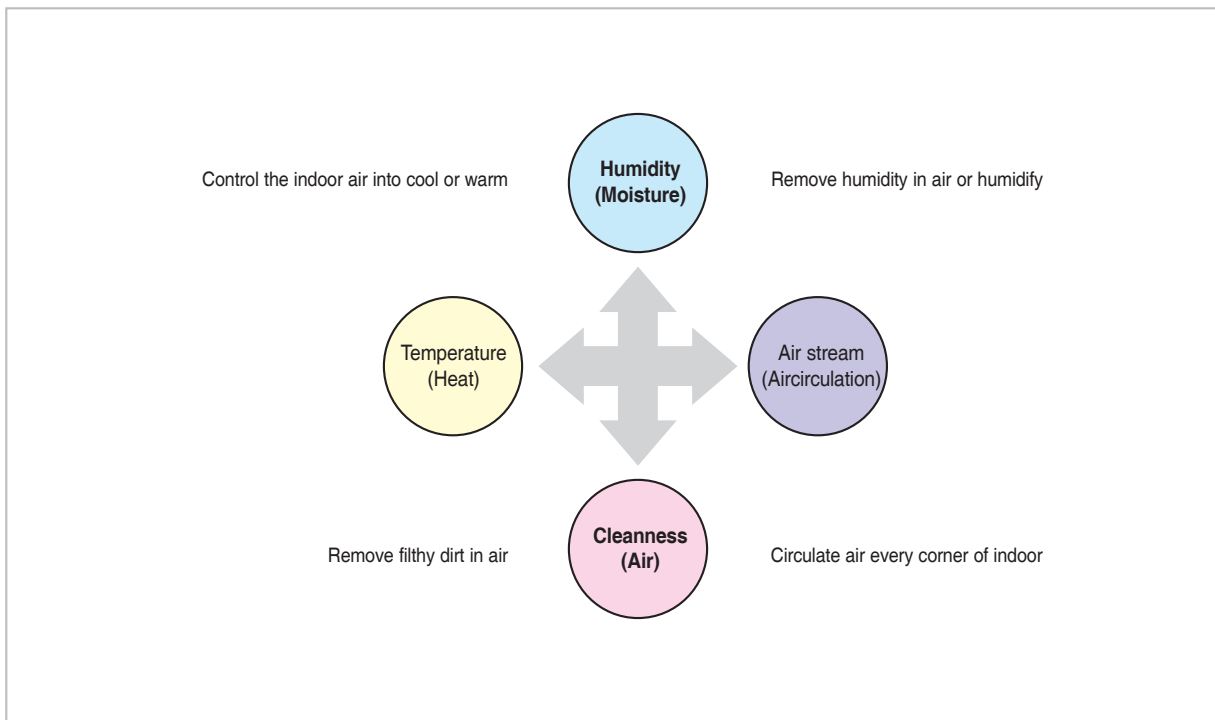 Humidity
(Moisture)
Control the indoor air into cool or warm
Remove humidity in air or humidify
Temperature
(Heat)
Air stream
(Aircirculation)
Cleanness
(Air)
Remove filthy dirt in air
Circulate air every corner of indoor